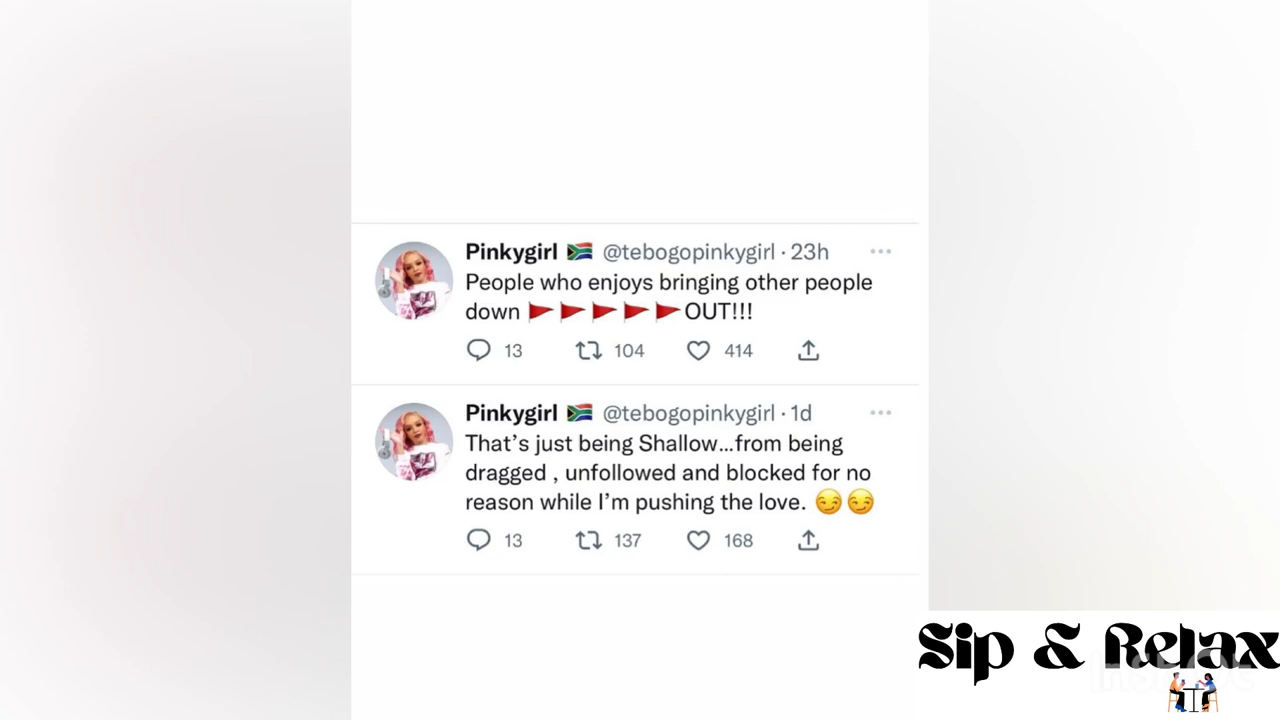 Pinkygirl 🇿🇦 @tebogopinkygirl · 23h
People who enjoys bringing other people
down 🚩🚩🚩🚩🚩OUT!!!
13 104 414
Pinkygirl 🇿🇦 @tebogopinkygirl · 1d
That’s just being Shallow...from being
dragged , unfollowed and blocked for no
reason while I’m pushing the love. 😏😏
13 137 168
Sip & Relax
InShot